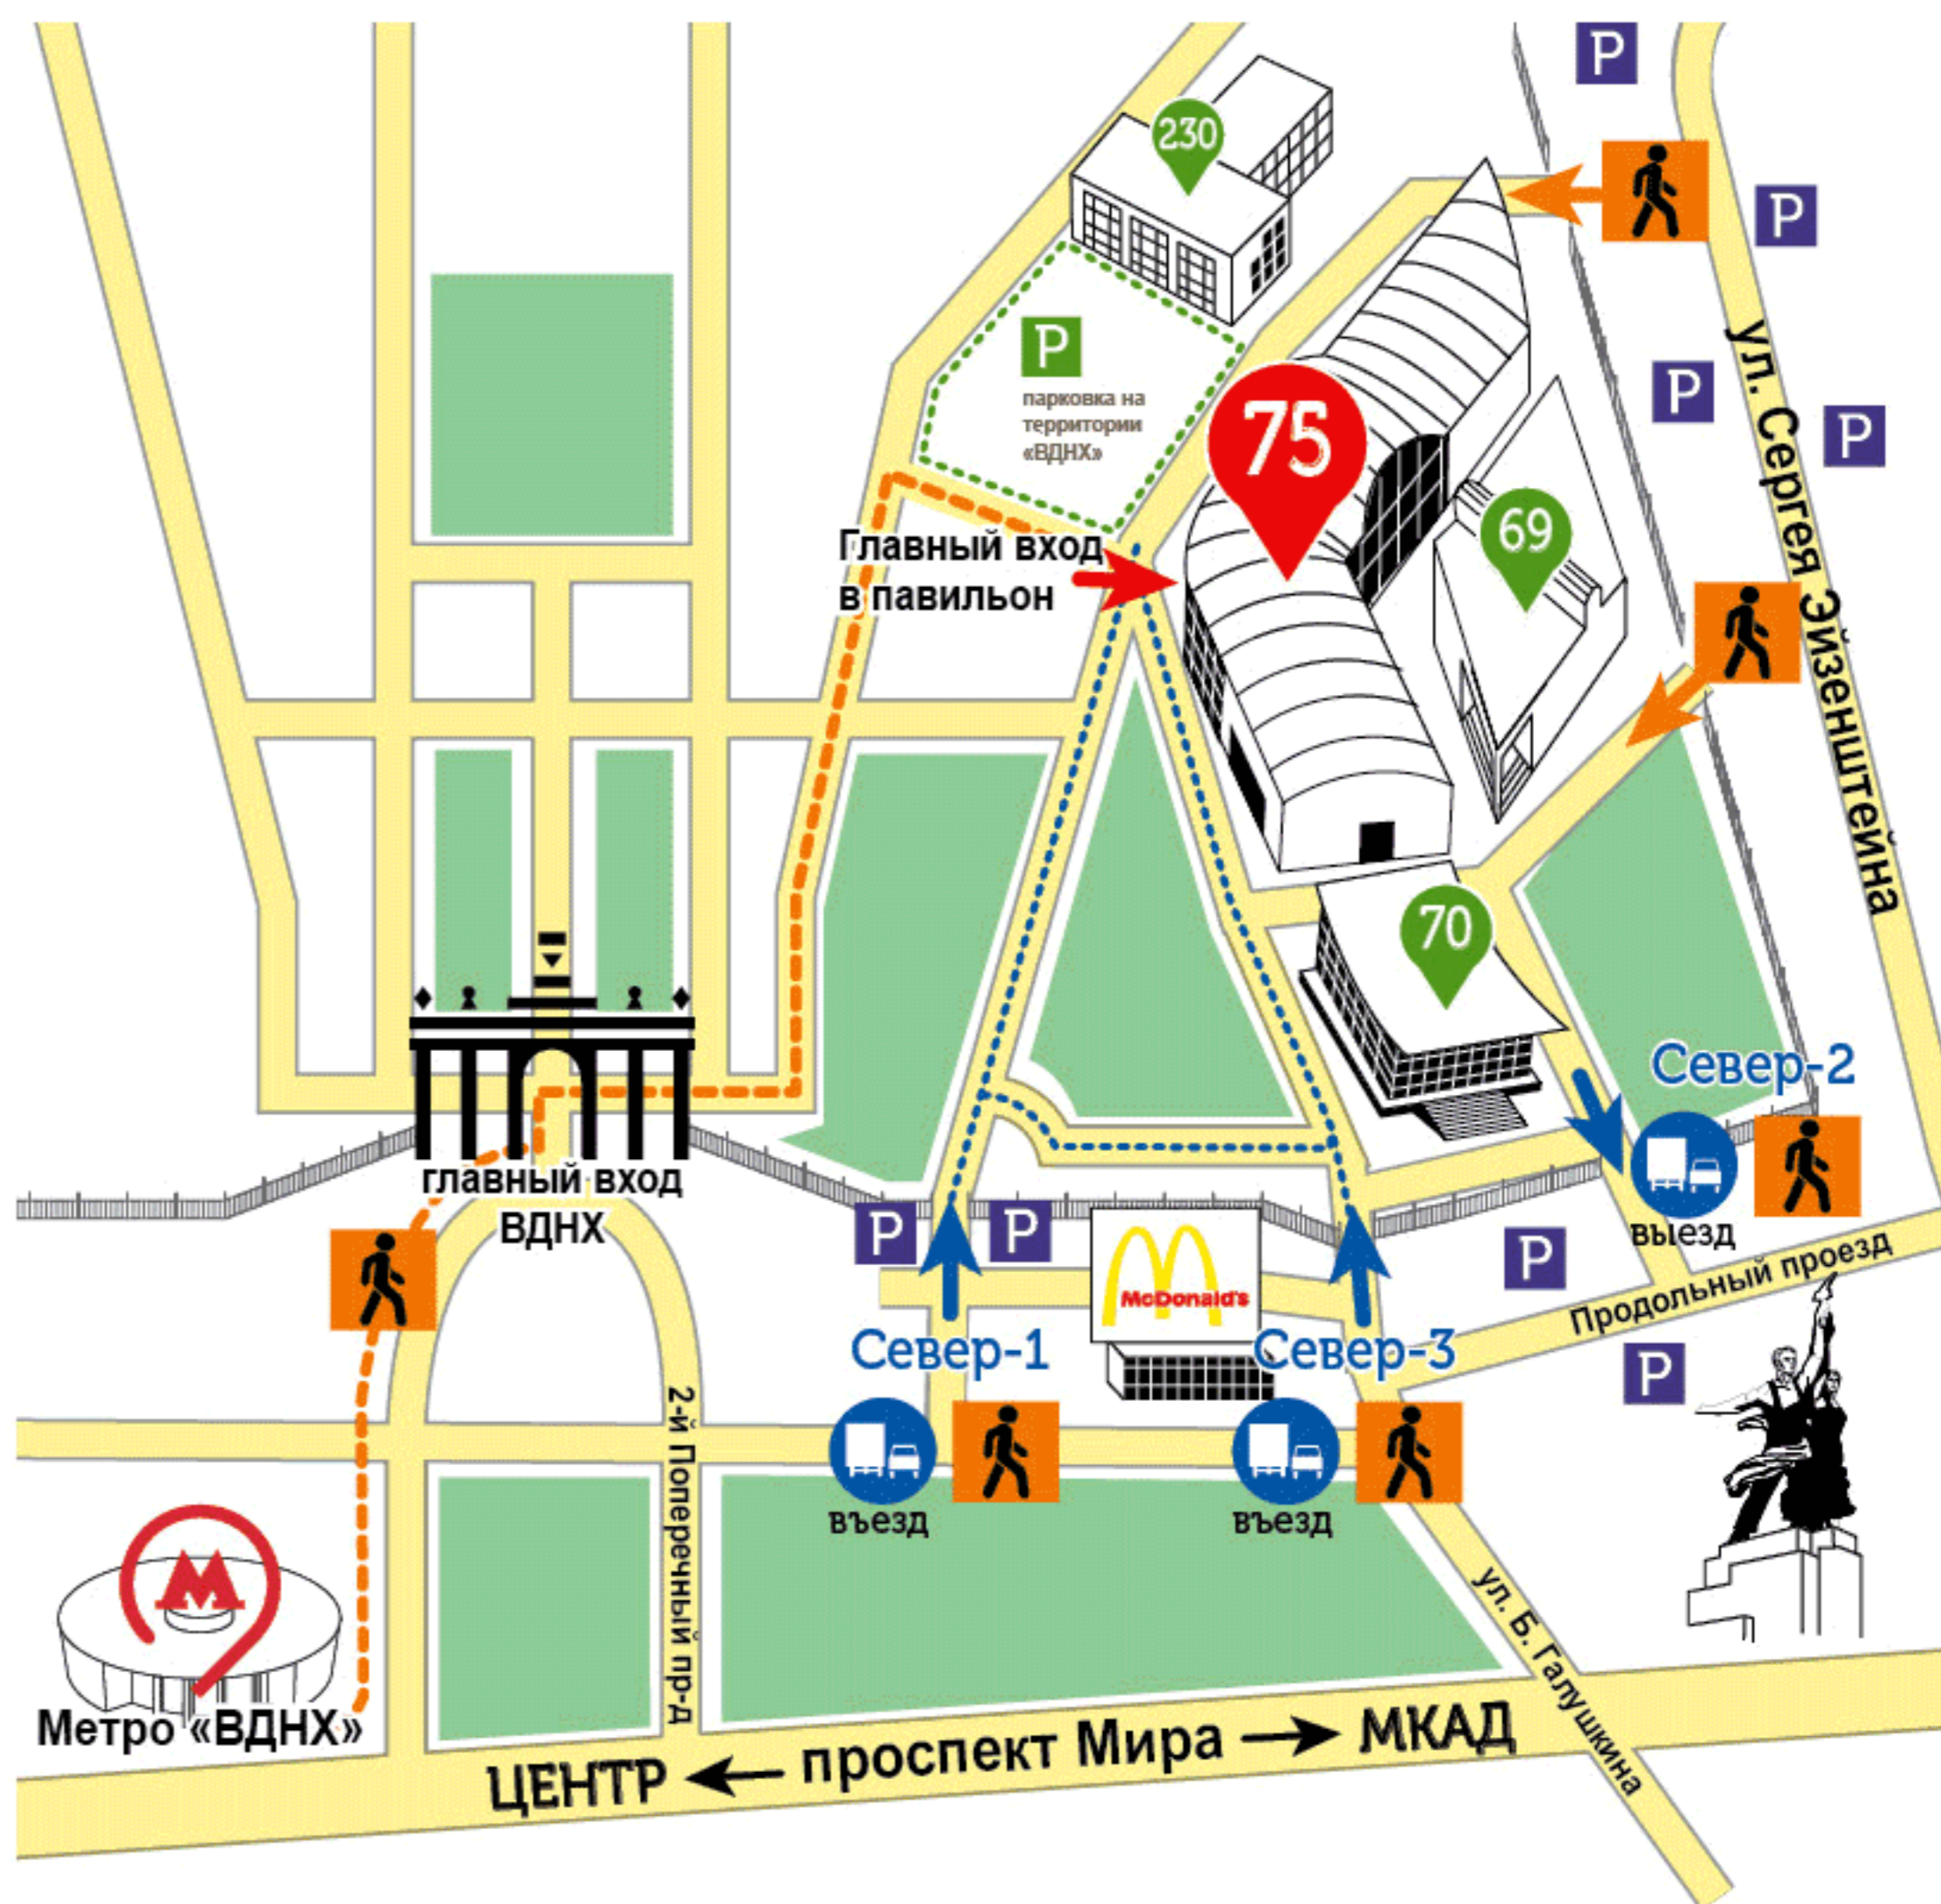 P
230
P
P
парковка на
территории
«ВДНХ»
75
P
P
ул. Сергея Эйзенштейна
69
Главный вход
в павильон
70
Север-2
выезд
главный вход
ВДНХ
P
P
McDonald's
P
Продольный проезд
Север-1
Север-3
P
2-й Поперечный пр-д
въезд
въезд
ул. Б. Галушкина
М
Метро «ВДНХ»
ЦЕНТР ← проспект Мира → МКАД